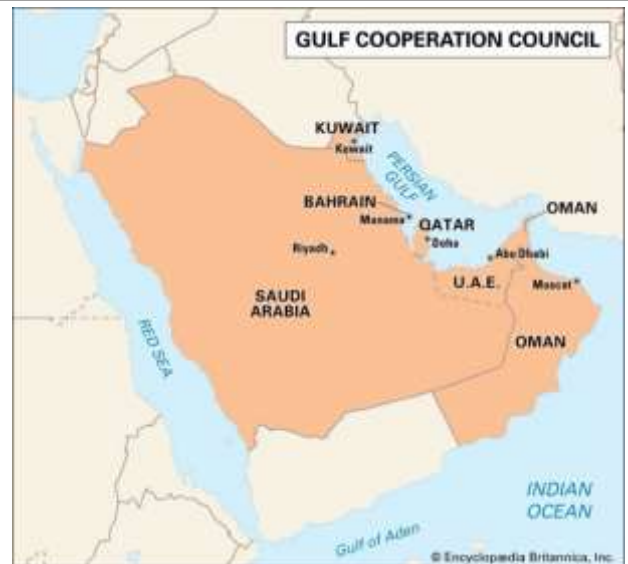 GULF COOPERATION COUNCIL
KUWAIT
Kuwait
PERSIAN
GULF
BAHRAIN
Manama
QATAR
Doha
OMAN
Abu Dhabi
Riyadh
U.A.E.
Muscat
SAUDI
ARABIA
OMAN
RED SEA
INDIAN
OCEAN
Gulf of Aden
© Encyclopædia Britannica, Inc.